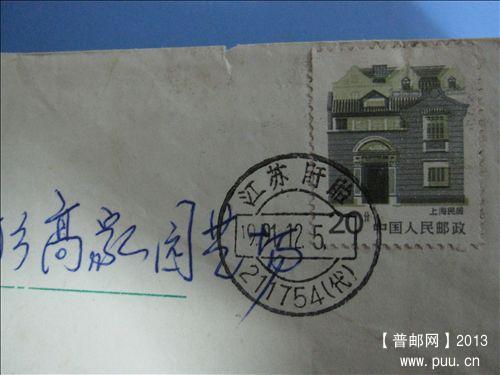 上海民居
20分
中国人民邮政
江苏盱眙
1991.12.5
211754(代)
高家园艺场
【普邮网】2013
www.puu.cn